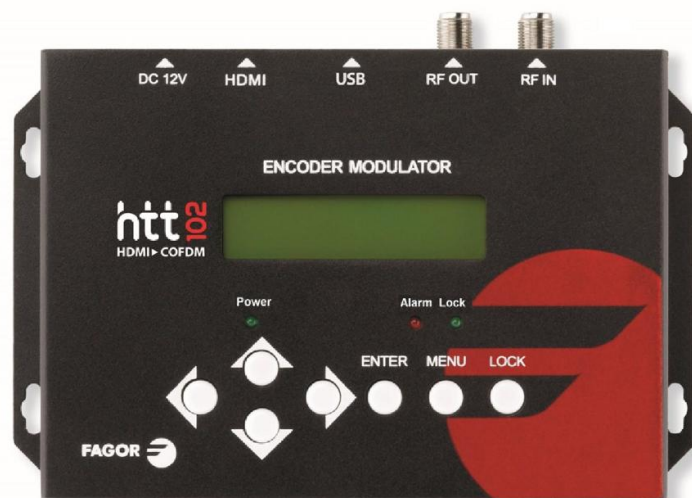 DC 12V HDMI USB RF OUT RF IN
ENCODER MODULATOR
htt 102
HDMI▸COFDM
Power
Alarm Lock
ENTER MENU LOCK
FAGOR